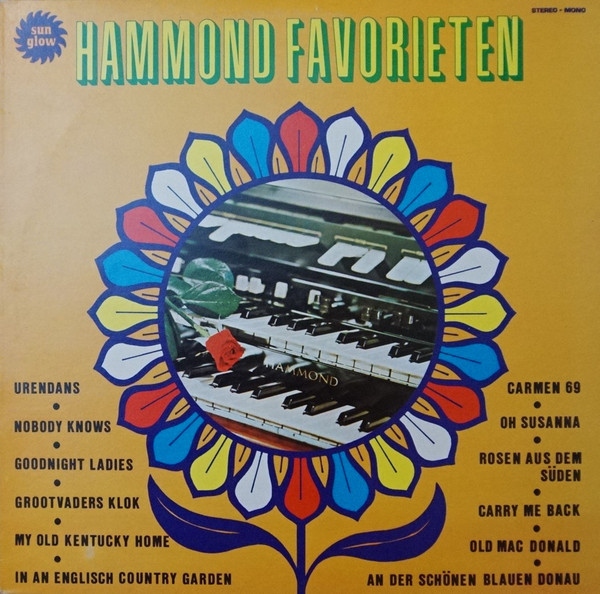 sun
glow
STEREO - MONO
HAMMOND FAVORIETEN
HAMMOND
URENDANS
NOBODY KNOWS
GOODNIGHT LADIES
GROOTVADERS KLOK
MY OLD KENTUCKY HOME
IN AN ENGLISCH COUNTRY GARDEN
CARMEN 69
OH SUSANNA
ROSEN AUS DEM
SÜDEN
CARRY ME BACK
OLD MAC DONALD
AN DER SCHÖNEN BLAUEN DONAU